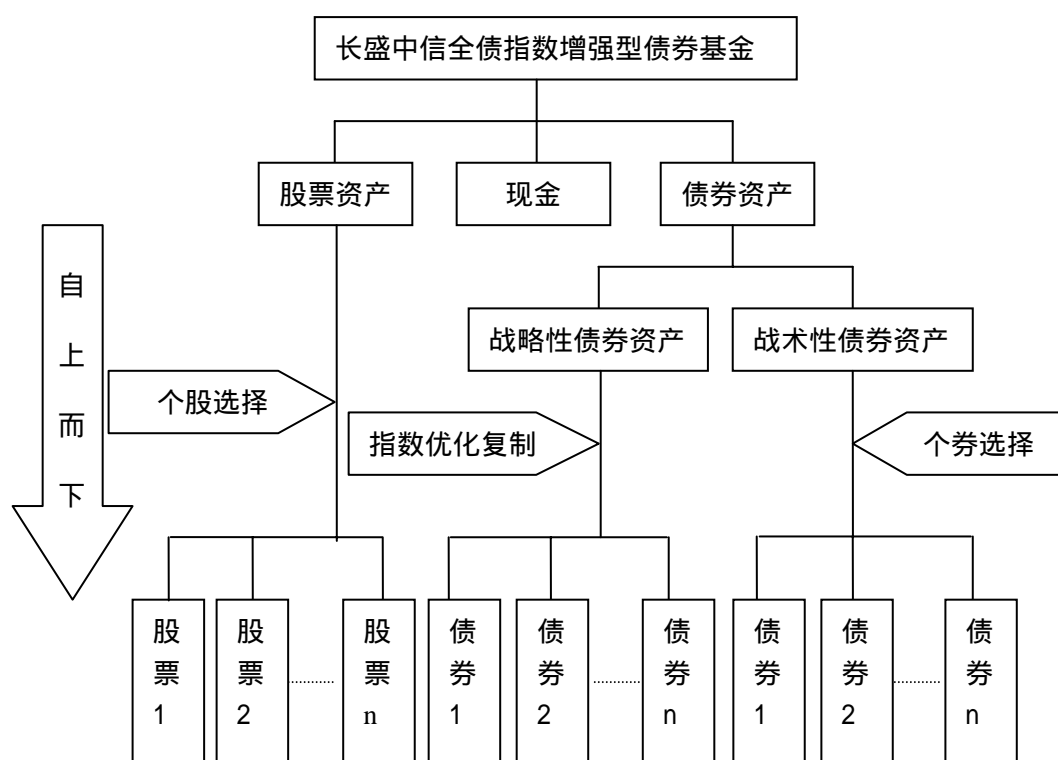 长盛中信全债指数增强型债券基金
股票资产
现金
债券资产
自
上
而
下
战略性债券资产
战术性债券资产
个股选择
指数优化复制
个券选择
股
票
1
股
票
2
股
票
n
债
券
1
债
券
2
债
券
n
债
券
1
债
券
2
债
券
n